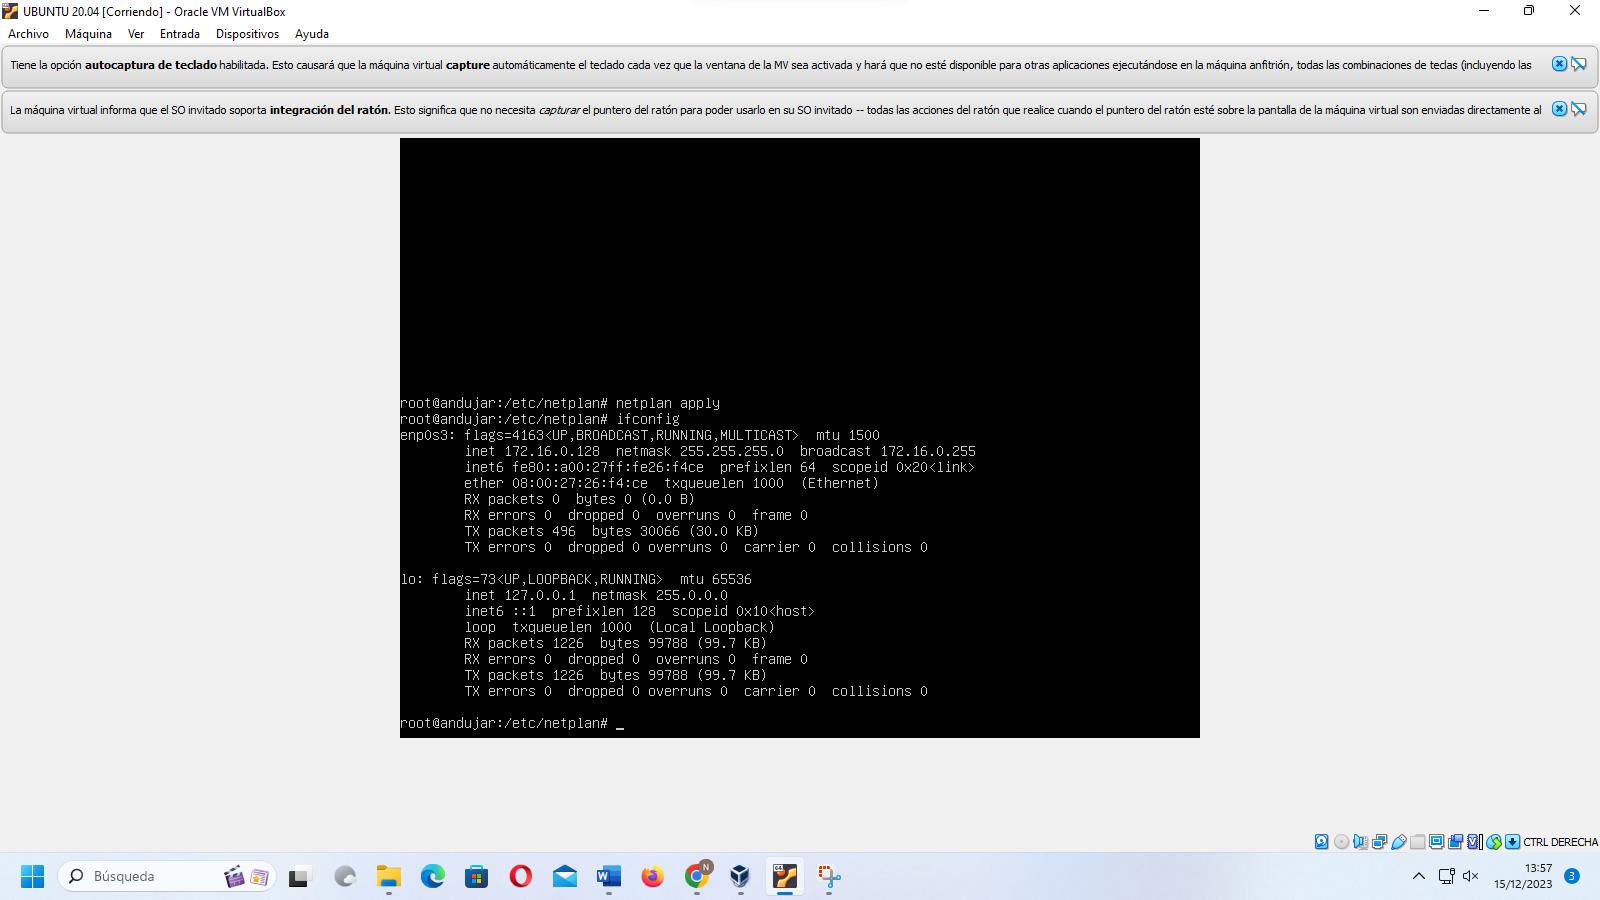 UBUNTU 20.04 [Corriendo] - Oracle VM VirtualBox
Archivo Máquina Ver Entrada Dispositivos Ayuda
Tiene la opción autocaptura de teclado habilitada. Esto causará que la máquina virtual capture automáticamente el teclado cada vez que la ventana de la MV sea activada y hará que no esté disponible para otras aplicaciones ejecutándose en la máquina anfitrión, todas las combinaciones de teclas (incluyendo las
La máquina virtual informa que el SO invitado soporta integración del ratón. Esto significa que no necesita capturar el puntero del ratón para poder usarlo en su SO invitado -- todas las acciones del ratón que realice cuando el puntero del ratón esté sobre la pantalla de la máquina virtual son enviadas directamente al
root@andujar:/etc/netplan# netplan apply
root@andujar:/etc/netplan# ifconfig
enp0s3: flags=4163<UP,BROADCAST,RUNNING,MULTICAST>  mtu 1500
        inet 172.16.0.128  netmask 255.255.255.0  broadcast 172.16.0.255
        inet6 fe80::a00:27ff:fe26:f4ce  prefixlen 64  scopeid 0x20<link>
        ether 08:00:27:26:f4:ce  txqueuelen 1000  (Ethernet)
        RX packets 0  bytes 0 (0.0 B)
        RX errors 0  dropped 0  overruns 0  frame 0
        TX packets 496  bytes 30066 (30.0 KB)
        TX errors 0  dropped 0 overruns 0  carrier 0  collisions 0
lo: flags=73<UP,LOOPBACK,RUNNING>  mtu 65536
        inet 127.0.0.1  netmask 255.0.0.0
        inet6 ::1  prefixlen 128  scopeid 0x10<host>
        loop  txqueuelen 1000  (Local Loopback)
        RX packets 1226  bytes 99788 (99.7 KB)
        RX errors 0  dropped 0  overruns 0  frame 0
        TX packets 1226  bytes 99788 (99.7 KB)
        TX errors 0  dropped 0 overruns 0  carrier 0  collisions 0
root@andujar:/etc/netplan# _
CTRL DERECHA
Búsqueda
N
13:57
15/12/2023
3